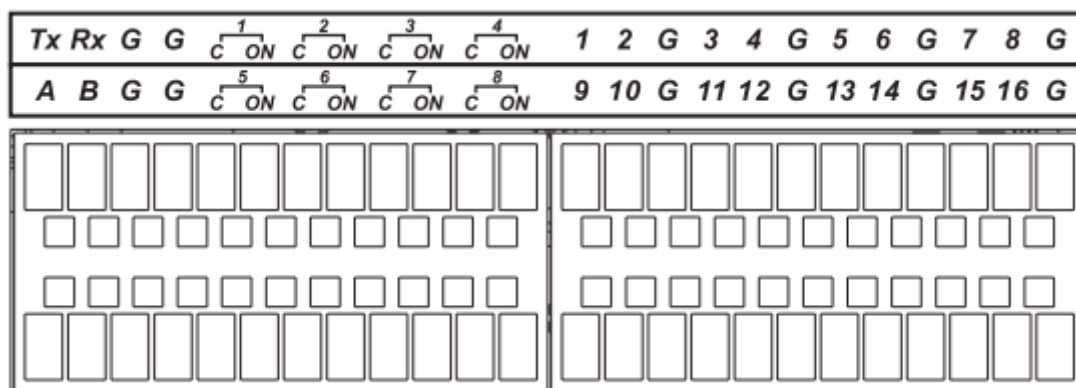 1 2 3 4
Tx Rx G G C ON C ON C ON C ON 1 2 G 3 4 G 5 6 G 7 8 G
5 6 7 8
A B G G C ON C ON C ON C ON 9 10 G 11 12 G 13 14 G 15 16 G